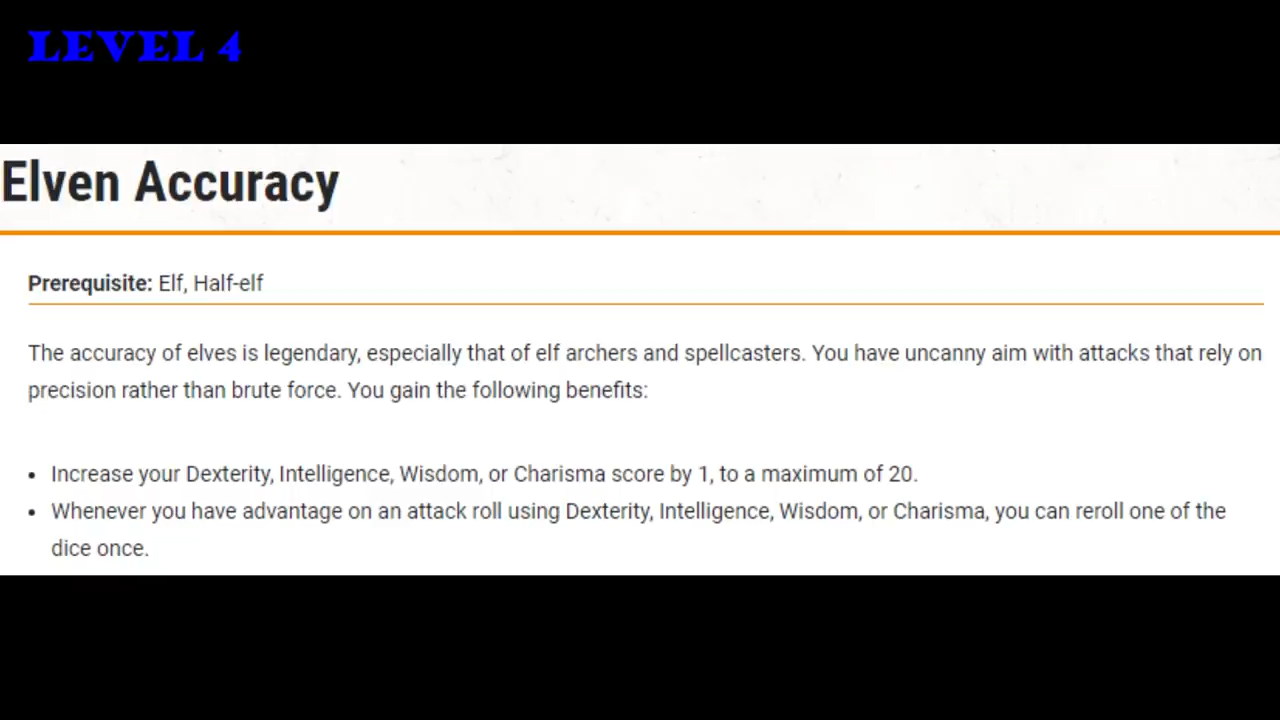 LEVEL 4
Elven Accuracy
Prerequisite: Elf, Half-elf
The accuracy of elves is legendary, especially that of elf archers and spellcasters. You have uncanny aim with attacks that rely on
precision rather than brute force. You gain the following benefits:
• Increase your Dexterity, Intelligence, Wisdom, or Charisma score by 1, to a maximum of 20.
• Whenever you have advantage on an attack roll using Dexterity, Intelligence, Wisdom, or Charisma, you can reroll one of the
dice once.